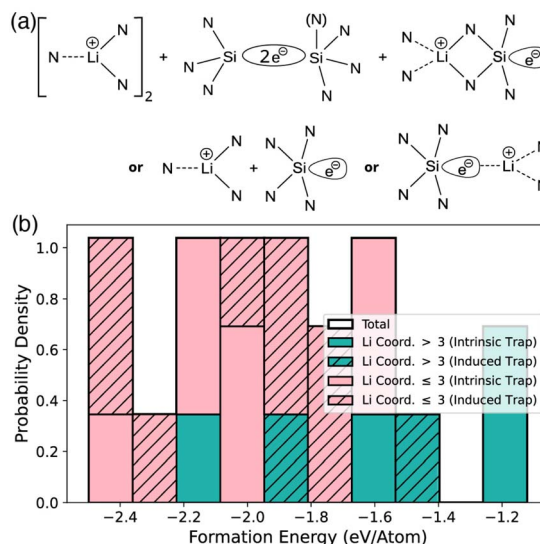 (a)
N Li ⊕ N N 2 + N N N Si 2e⊖ (N) Si N N N + N N Li ⊕ N N Si N N e⊖
or N Li ⊕ N N + N N Si N N e⊖ or N N Si N N e⊖ Li ⊕ N N
(b)
1.0
0.8
0.6
0.4
0.2
0.0
Probability Density
Total
Li Coord. > 3 (Intrinsic Trap)
Li Coord. > 3 (Induced Trap)
Li Coord. ≤ 3 (Intrinsic Trap)
Li Coord. ≤ 3 (Induced Trap)
−2.4 −2.2 −2.0 −1.8 −1.6 −1.4 −1.2
Formation Energy (eV/Atom)